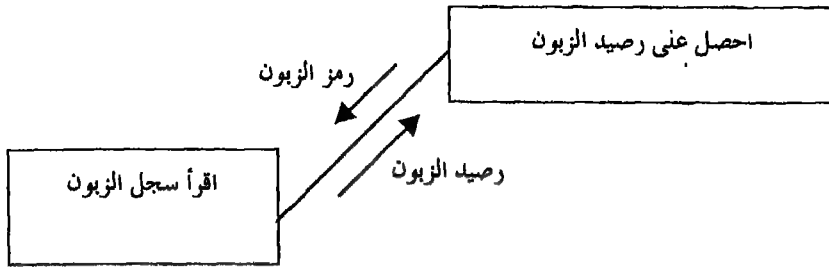 احصل على رصيد الزبون
رمز الزبون
رصيد الزبون
اقرأ سجل الزبون